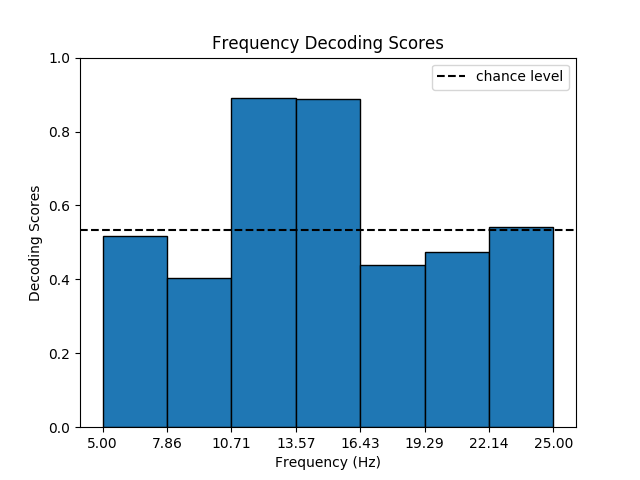 Frequency Decoding Scores
chance level
1.0
0.8
0.6
0.4
0.2
0.0
Decoding Scores
5.00 7.86 10.71 13.57 16.43 19.29 22.14 25.00
Frequency (Hz)